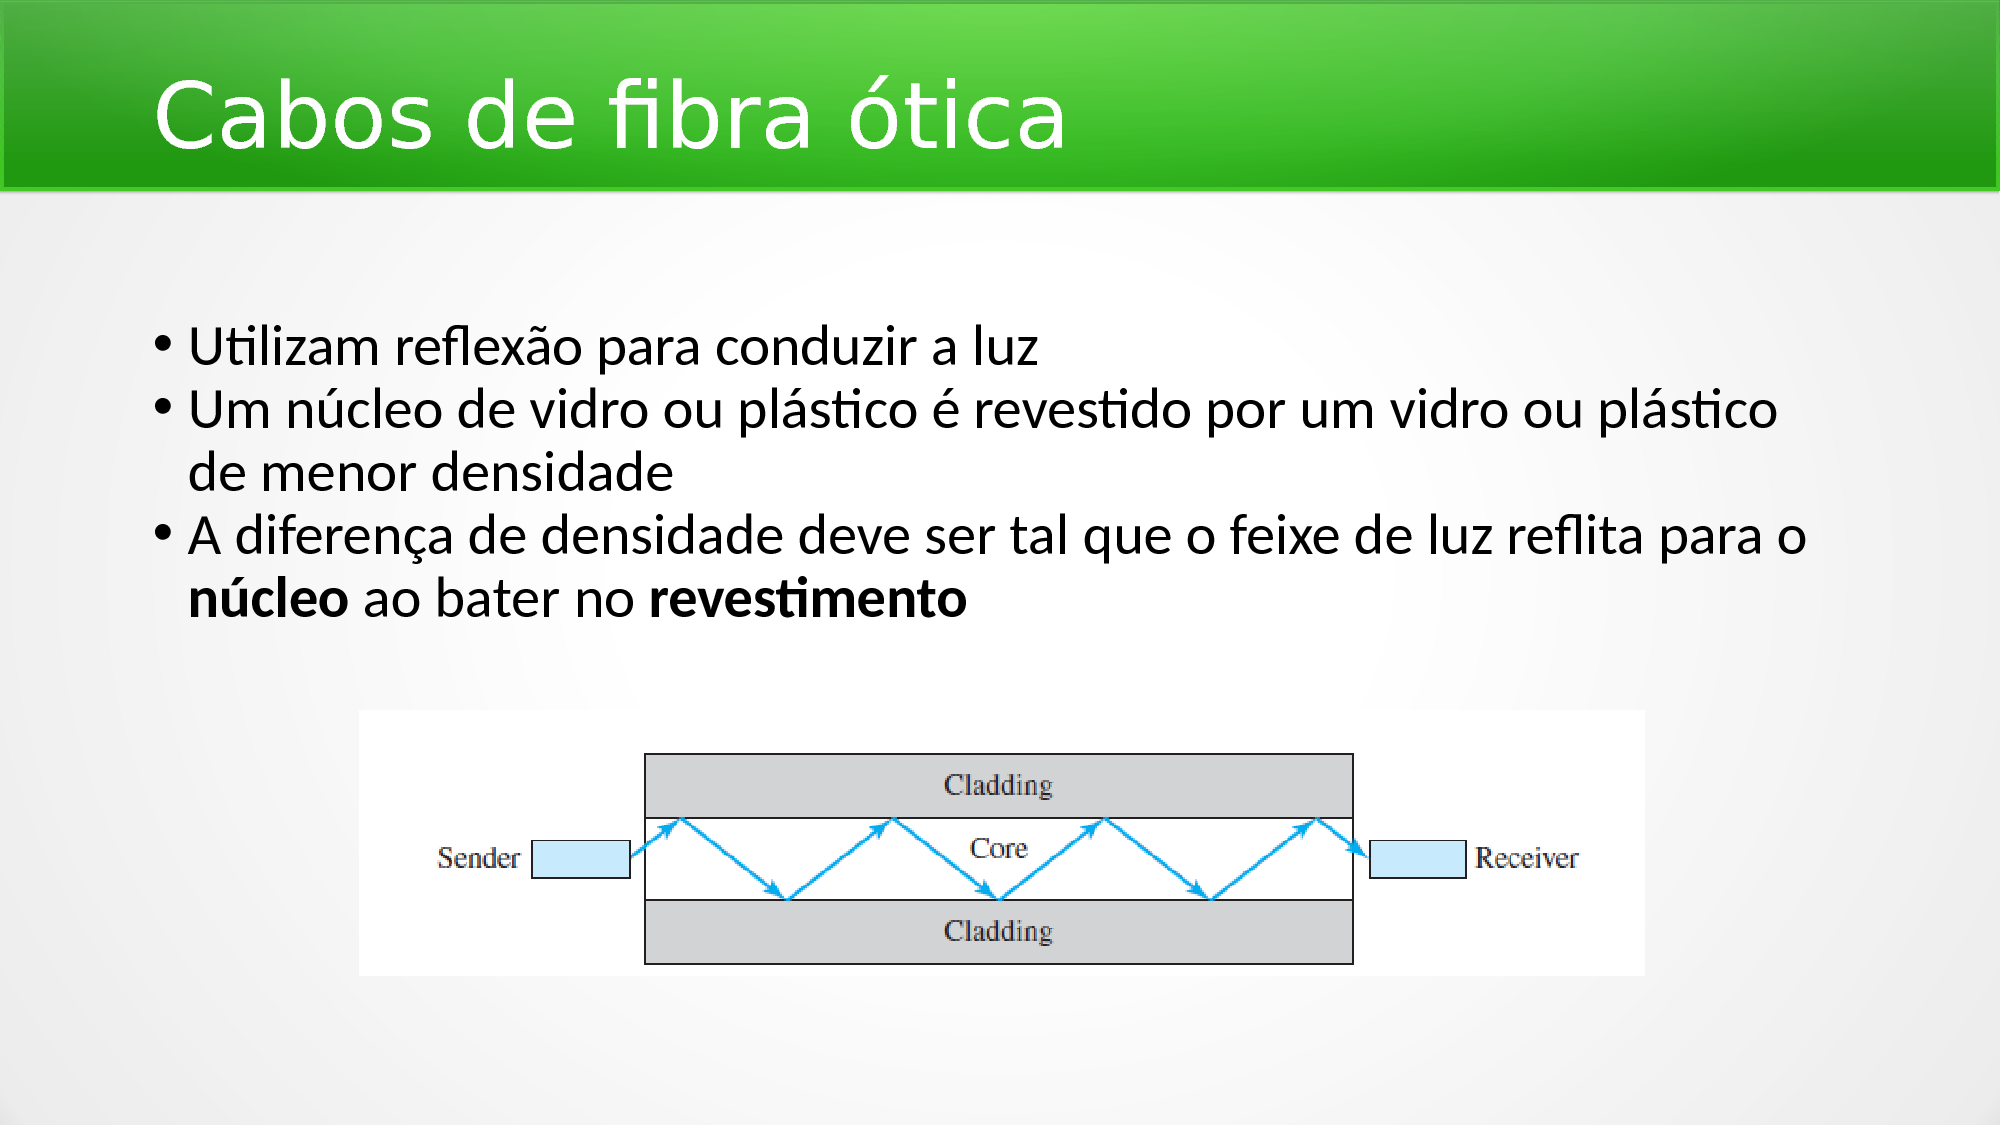 Cabos de fibra ótica
• Utilizam reflexão para conduzir a luz
• Um núcleo de vidro ou plástico é revestido por um vidro ou plástico
de menor densidade
• A diferença de densidade deve ser tal que o feixe de luz reflita para o
núcleo ao bater no revestimento
Cladding
Sender
Core
Receiver
Cladding